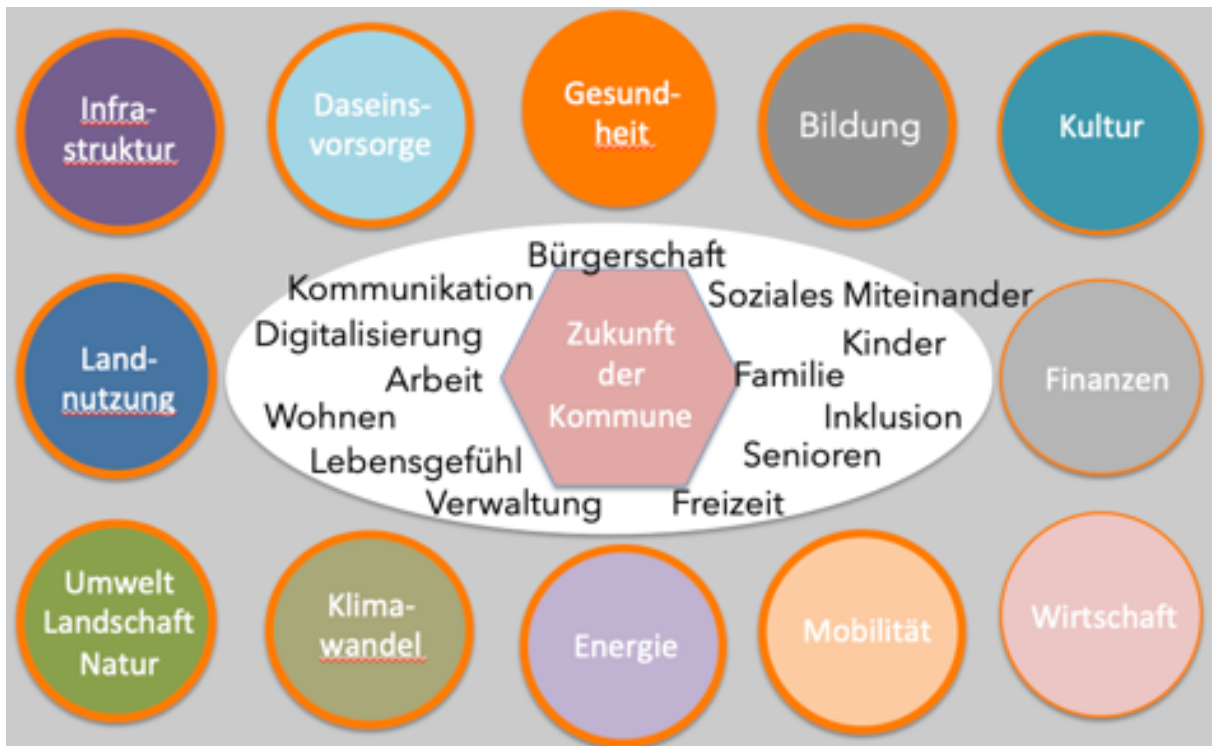 Infra-
struktur
Daseins-
vorsorge
Gesund-
heit
Bildung
Kultur
Bürgerschaft
Kommunikation
Soziales Miteinander
Digitalisierung
Kinder
Arbeit
Familie
Wohnen
Inklusion
Lebensgefühl
Senioren
Verwaltung
Freizeit
Zukunft
der
Kommune
Land-
nutzung
Finanzen
Umwelt
Landschaft
Natur
Klima-
wandel
Energie
Mobilität
Wirtschaft